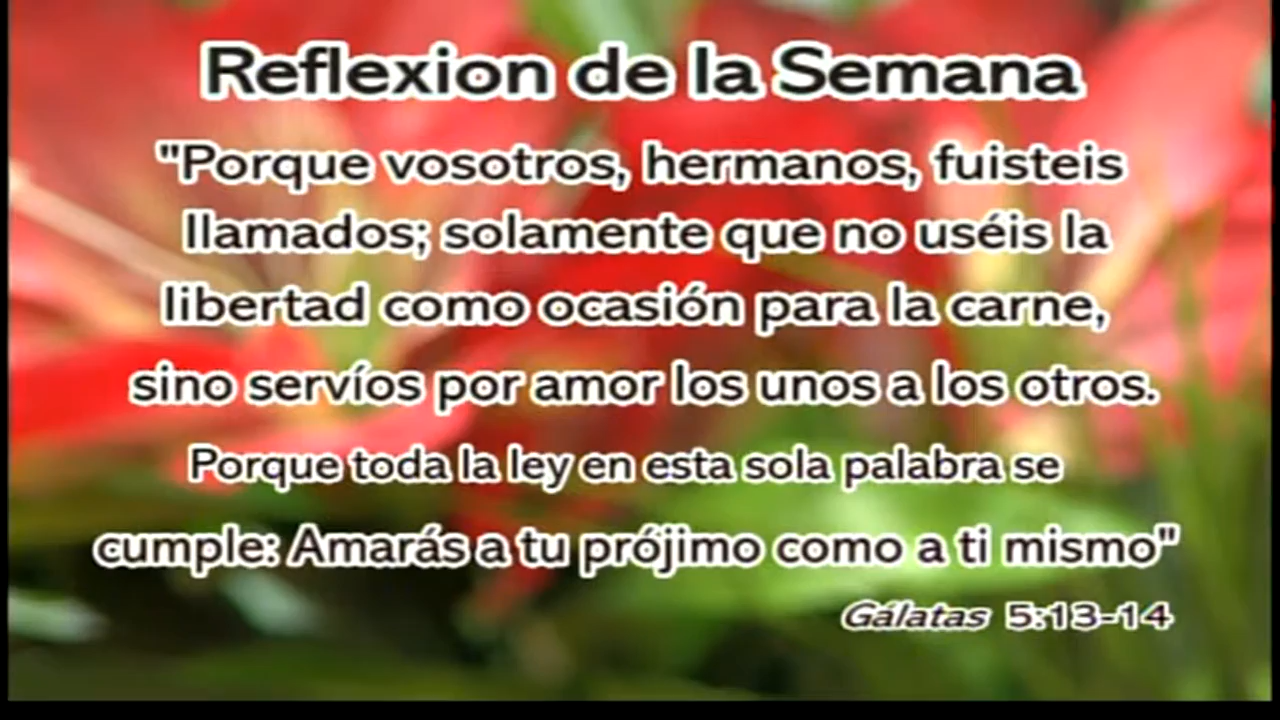 Reflexion de la Semana
"Porque vosotros, hermanos, fuisteis
llamados; solamente que no uséis la
libertad como ocasión para la carne,
sino servíos por amor los unos a los otros.
Porque toda la ley en esta sola palabra se
cumple: Amarás a tu prójimo como a ti mismo"
Gálatas 5:13-14